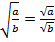 √(a/b) = √a/√b